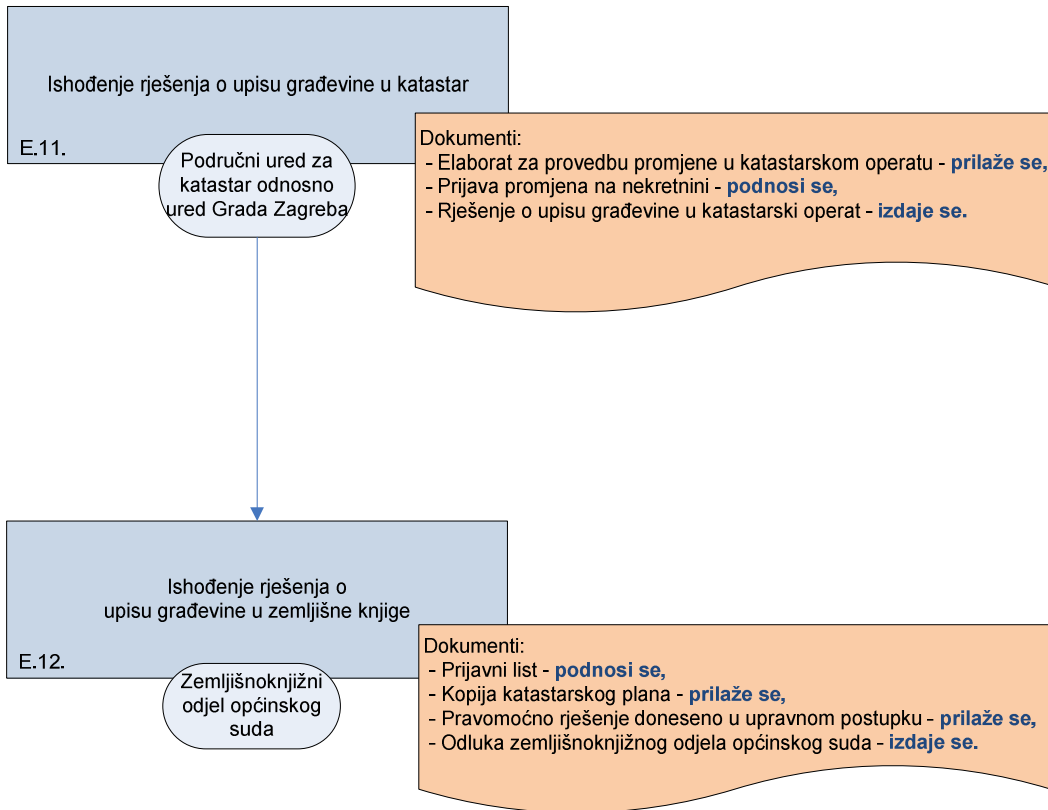 Ishođenje rješenja o upisu građevine u katastar
E.11.
Područni ured za
katastar odnosno
ured Grada Zagreba
Dokumenti:
- Elaborat za provedbu promjene u katastarskom operatu - prilaže se,
- Prijava promjena na nekretnini - podnosi se,
- Rješenje o upisu građevine u katastarski operat - izdaje se.
Ishođenje rješenja o
upisu građevine u zemljišne knjige
E.12.
Zemljišnoknjižni
odjel općinskog
suda
Dokumenti:
- Prijavni list - podnosi se,
- Kopija katastarskog plana - prilaže se,
- Pravomoćno rješenje doneseno u upravnom postupku - prilaže se,
- Odluka zemljišnoknjižnog odjela općinskog suda - izdaje se.